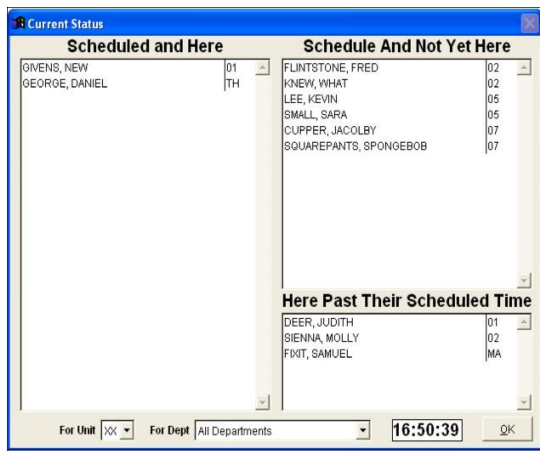 Current Status
Scheduled and Here
GIVENS, NEW 01
GEORGE, DANIEL TH
Schedule And Not Yet Here
FLINTSTONE, FRED 02
KNEW, WHAT 02
LEE, KEVIN 05
SMALL, SARA 05
CUPPER, JACOLBY 07
SQUAREPANTS, SPONGEBOB 07
Here Past Their Scheduled Time
DEER, JUDITH 01
SIENNA, MOLLY 02
FIXIT, SAMUEL MA
For Unit XX For Dept All Departments 16:50:39 OK